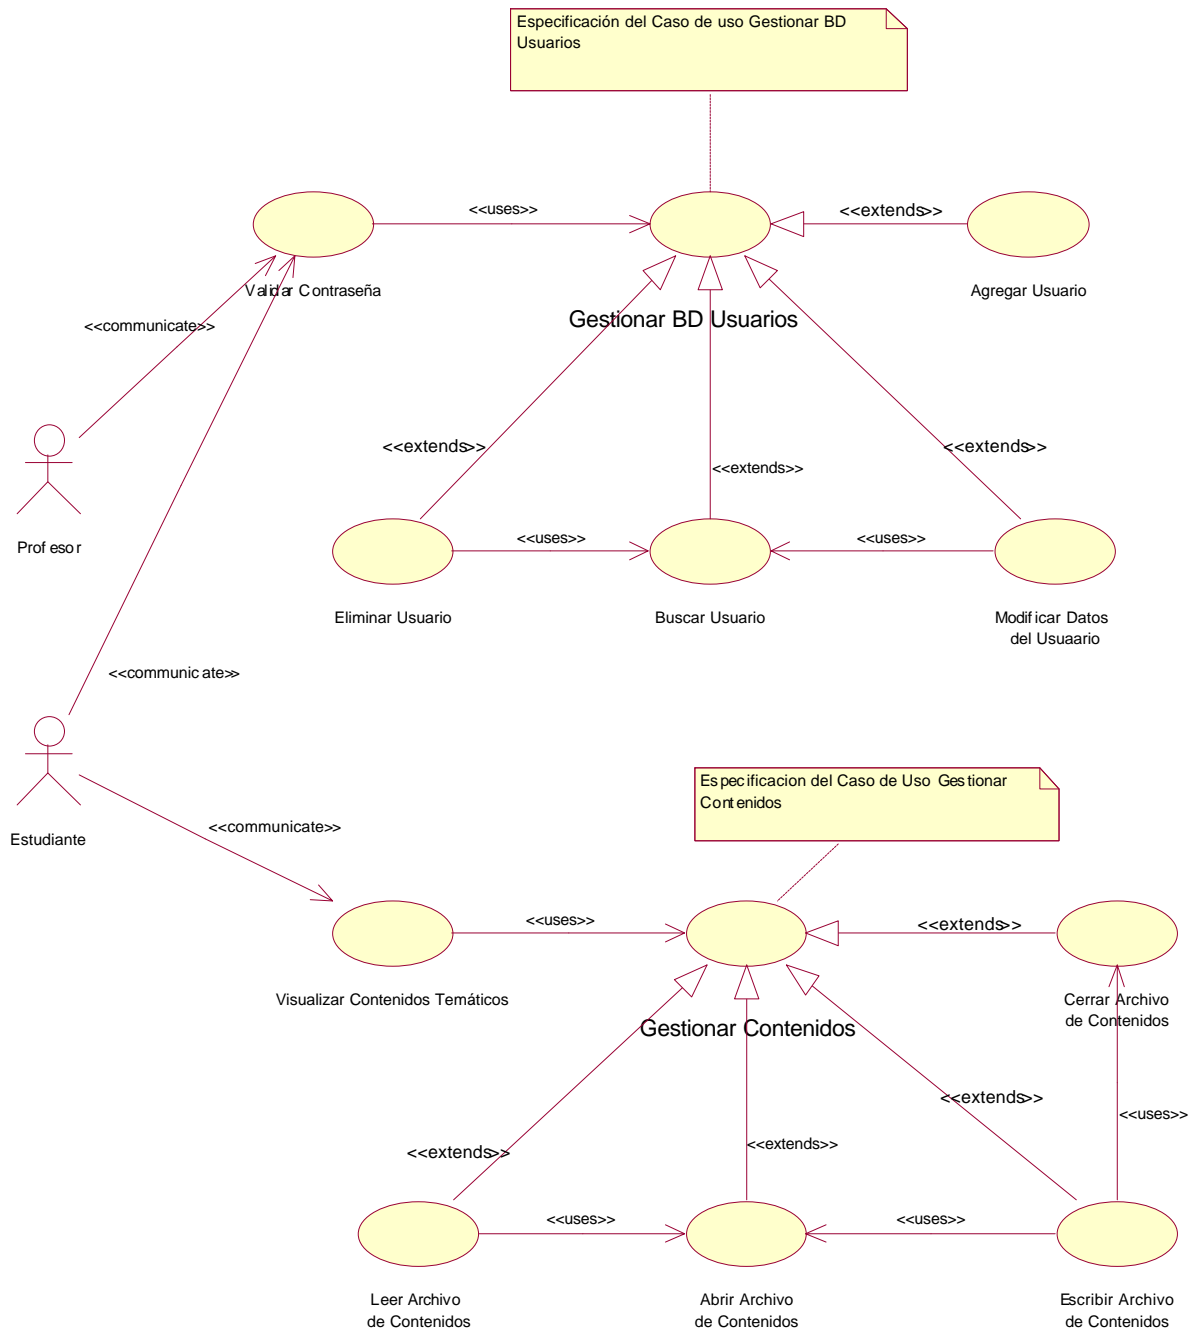 Especificación del Caso de uso Gestionar BD
Usuarios
<<uses>>
<<extends>>
Validar Contraseña
Agregar Usuario
<<communicate>>
Gestionar BD Usuarios
<<extends>>
<<extends>>
<<extends>>
Profesor
<<uses>>
<<uses>>
Eliminar Usuario
Buscar Usuario
Modificar Datos
del Usuaario
<<communicate>>
Estudiante
Especificacion del Caso de Uso Gestionar
Contenidos
<<communicate>>
<<uses>>
<<extends>>
Visualizar Contenidos Temáticos
Cerrar Archivo
de Contenidos
Gestionar Contenidos
<<extends>>
<<uses>>
<<extends>>
<<extends>>
<<uses>>
<<uses>>
Leer Archivo
de Contenidos
Abrir Archivo
de Contenidos
Escribir Archivo
de Contenidos